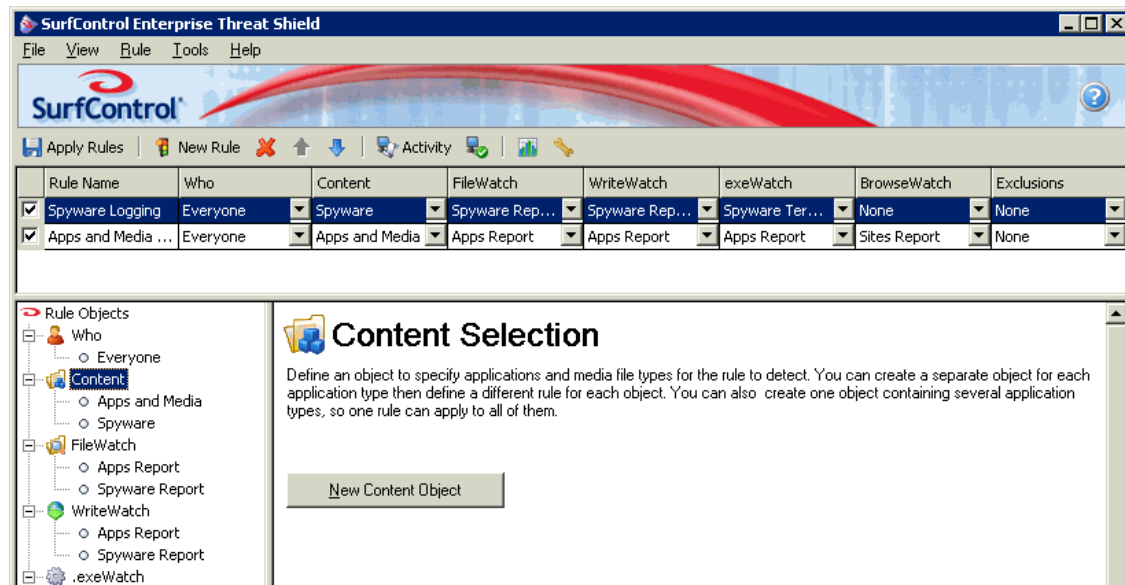 SurfControl Enterprise Threat Shield
File View Rule Tools Help
SurfControl
Apply Rules New Rule Activity
Rule Name Who Content FileWatch WriteWatch exeWatch BrowseWatch Exclusions
Spyware Logging Everyone Spyware Spyware Rep... Spyware Rep... Spyware Ter... None None
Apps and Media ... Everyone Apps and Media Apps Report Apps Report Apps Report Sites Report None
Rule Objects
Who
Everyone
Content
Apps and Media
Spyware
FileWatch
Apps Report
Spyware Report
WriteWatch
Apps Report
Spyware Report
.exeWatch
Content Selection
Define an object to specify applications and media file types for the rule to detect. You can create a separate object for each
application type then define a different rule for each object. You can also create one object containing several application
types, so one rule can apply to all of them.
New Content Object